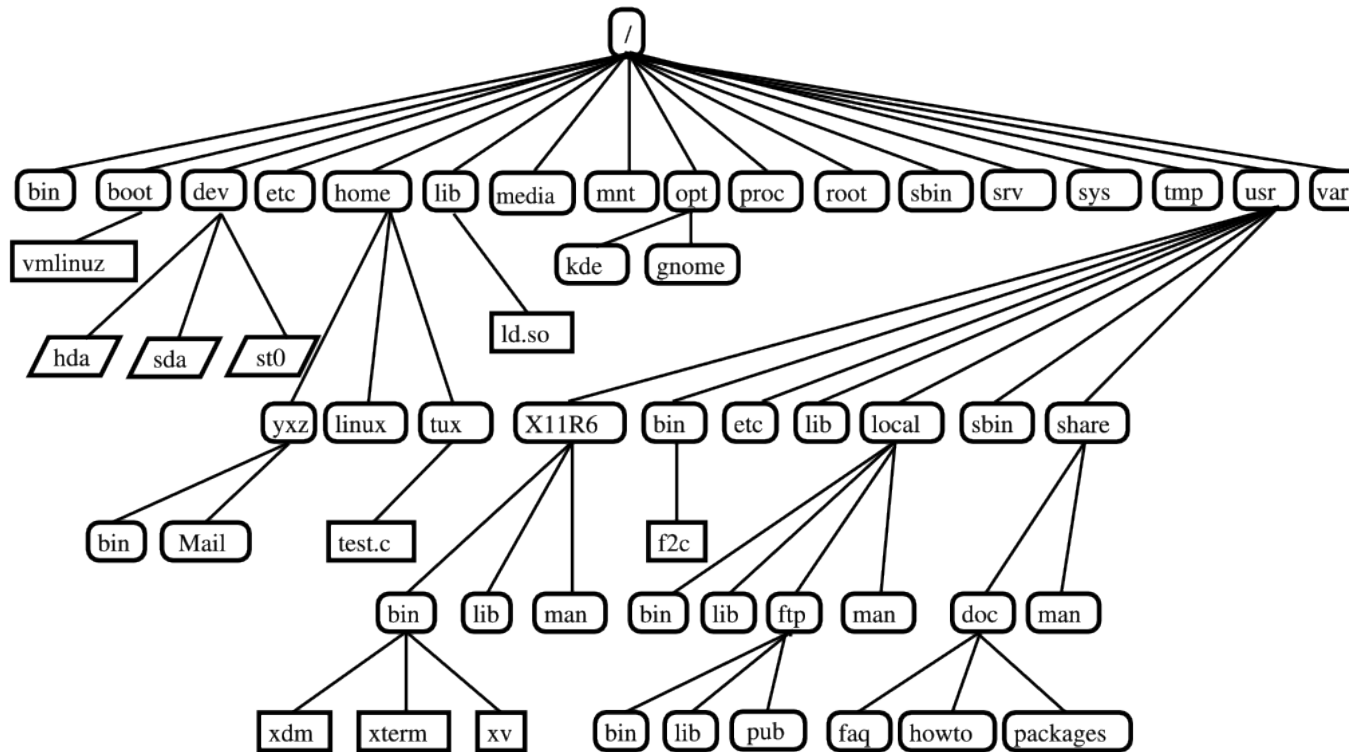 /
bin boot dev etc home lib media mnt opt proc root sbin srv sys tmp usr var
vmlinuz kde gnome
hda sda st0 ld.so
yxz linux tux X11R6 bin etc lib local sbin share
bin Mail test.c f2c
bin lib man bin lib ftp man doc man
xdm xterm xv bin lib pub faq howto packages